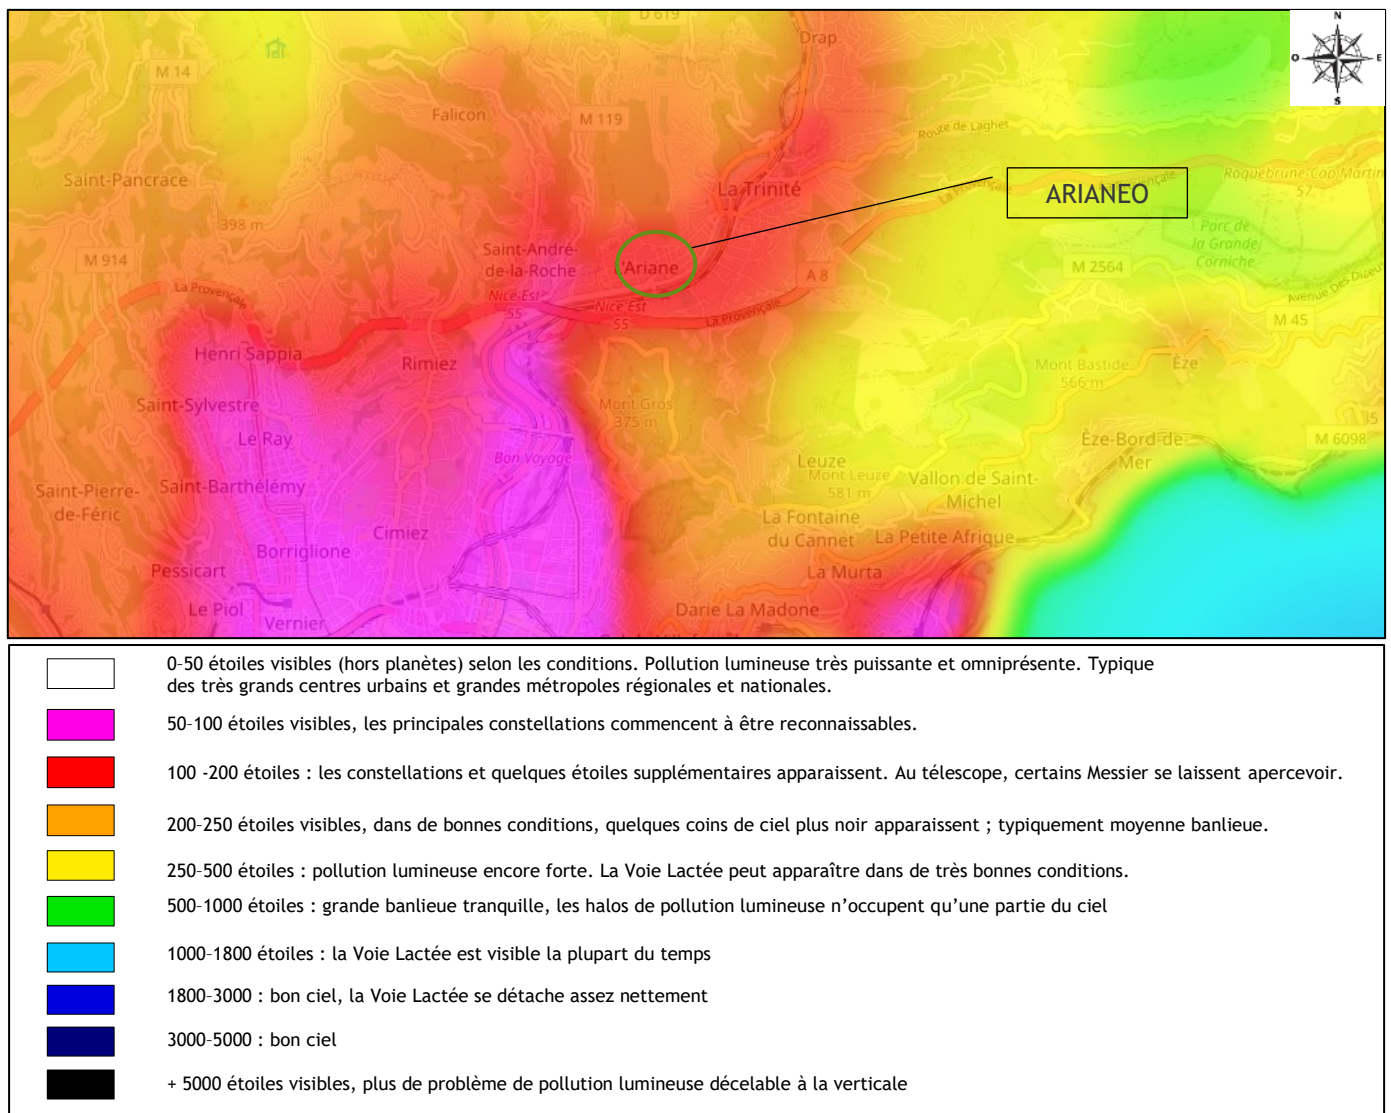 D 619
N
O
E
S
Drap
M 14
Falicon
M 119
Route de Laghet
Saint-Pancrace
La Trinité
ARIANEO
La Provençale
Roquebrune-Cap Martin
57
398 m
Parc de
la Grande
Corniche
M 914
Saint-André-
de-la-Roche
l'Ariane
A 8
M 2564
La Provençale
Nice Est
55
Nice Est
55
La Provençale
Avenue Des
M 45
Henri Sappia
Rimiez
Mont Bastide
566 m
Èze
Saint-Sylvestre
Mont Gros
375 m
Le Ray
Bon Voyage
Èze-Bord-de-
Mer
M 6098
Leuze
Mont Leuze
581 m
Vallon de Saint-
Michel
Saint-Pierre-
de-Féric
Saint-Barthélémy
La Fontaine
du Cannet
La Petite Afrique
Cimiez
Borriglione
Pessicart
La Murta
Le Piol
Vernier
Darie La Madone
0-50 étoiles visibles (hors planètes) selon les conditions. Pollution lumineuse très puissante et omniprésente. Typique
des très grands centres urbains et grandes métropoles régionales et nationales.
50-100 étoiles visibles, les principales constellations commencent à être reconnaissables.
100 -200 étoiles : les constellations et quelques étoiles supplémentaires apparaissent. Au télescope, certains Messier se laissent apercevoir.
200-250 étoiles visibles, dans de bonnes conditions, quelques coins de ciel plus noir apparaissent ; typiquement moyenne banlieue.
250-500 étoiles : pollution lumineuse encore forte. La Voie Lactée peut apparaître dans de très bonnes conditions.
500-1000 étoiles : grande banlieue tranquille, les halos de pollution lumineuse n’occupent qu’une partie du ciel
1000-1800 étoiles : la Voie Lactée est visible la plupart du temps
1800-3000 : bon ciel, la Voie Lactée se détache assez nettement
3000-5000 : bon ciel
+ 5000 étoiles visibles, plus de problème de pollution lumineuse décelable à la verticale